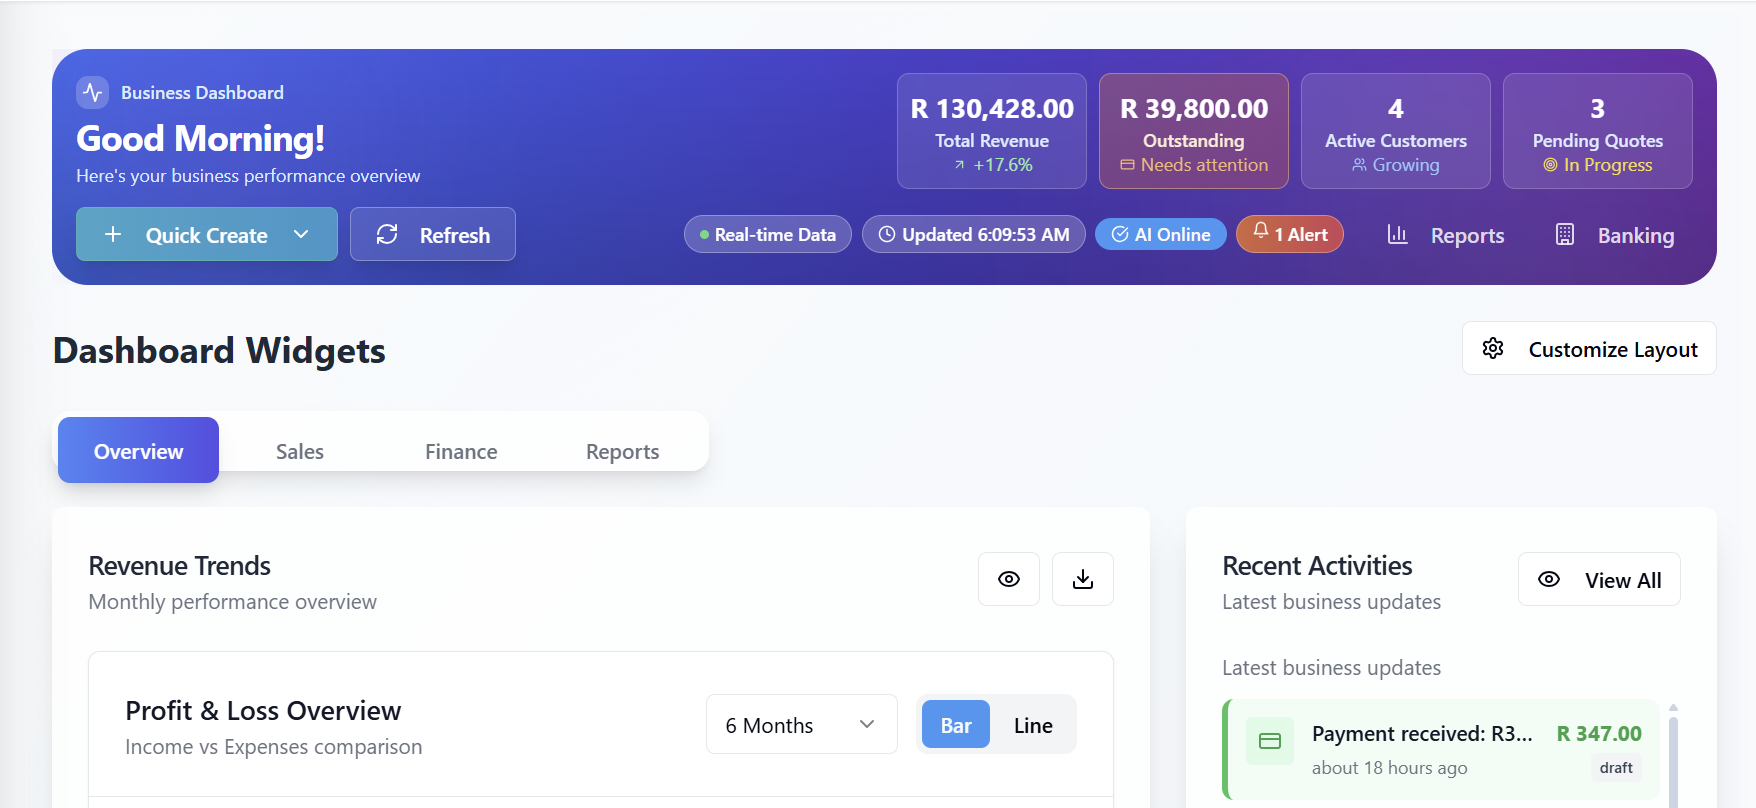 Business Dashboard
Good Morning!
Here's your business performance overview
R 130,428.00
Total Revenue
+17.6%
R 39,800.00
Outstanding
Needs attention
4
Active Customers
Growing
3
Pending Quotes
In Progress
Quick Create
Refresh
Real-time Data
Updated 6:09:53 AM
AI Online
1 Alert
Reports
Banking
Dashboard Widgets
Customize Layout
Overview
Sales
Finance
Reports
Revenue Trends
Monthly performance overview
Profit & Loss Overview
Income vs Expenses comparison
6 Months
Bar
Line
Recent Activities
Latest business updates
View All
Latest business updates
Payment received: R3...
R 347.00
about 18 hours ago
draft